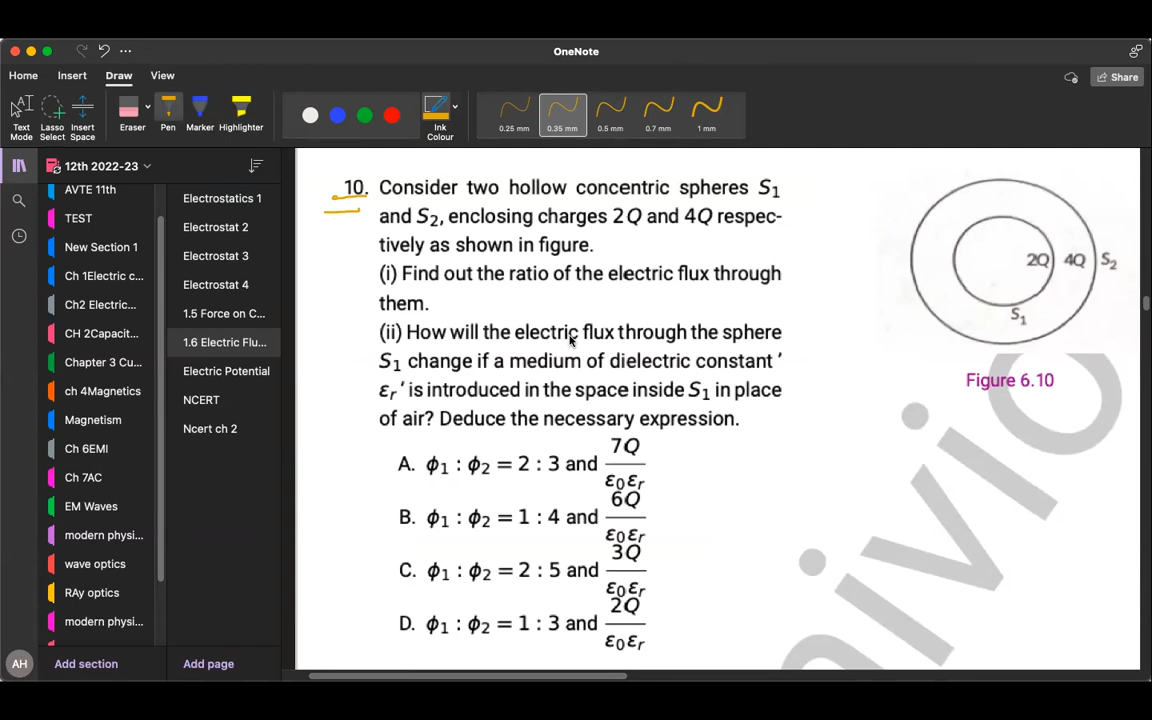 OneNote
Home Insert Draw View
Share
Text Mode
Lasso Select
Insert Space
Eraser
Pen
Marker
Highlighter
Ink Colour
0.25 mm
0.35 mm
0.5 mm
0.7 mm
1 mm
12th 2022-23
AVTE 11th
TEST
New Section 1
Ch 1Electric c...
Ch2 Electric...
CH 2Capacit...
Chapter 3 Cu...
ch 4Magnetics
Magnetism
Ch 6EMI
Ch 7AC
EM Waves
modern physi...
wave optics
RAy optics
modern physi...
Add section
AH
Electrostatics 1
Electrostat 2
Electrostat 3
Electrostat 4
1.5 Force on C...
1.6 Electric Flu...
Electric Potential
NCERT
Ncert ch 2
Add page
10. Consider two hollow concentric spheres S₁
and S₂, enclosing charges 2Q and 4Q respec-
tively as shown in figure.
(i) Find out the ratio of the electric flux through
them.
(ii) How will the electric flux through the sphere
S₁ change if a medium of dielectric constant '
εᵣ' is introduced in the space inside S₁ in place
of air? Deduce the necessary expression.
A. ϕ₁ : ϕ₂ = 2 : 3 and 7Q/ε₀εᵣ
B. ϕ₁ : ϕ₂ = 1 : 4 and 6Q/ε₀εᵣ
C. ϕ₁ : ϕ₂ = 2 : 5 and 3Q/ε₀εᵣ
D. ϕ₁ : ϕ₂ = 1 : 3 and 2Q/ε₀εᵣ
2Q 4Q S₂
S₁
Figure 6.10